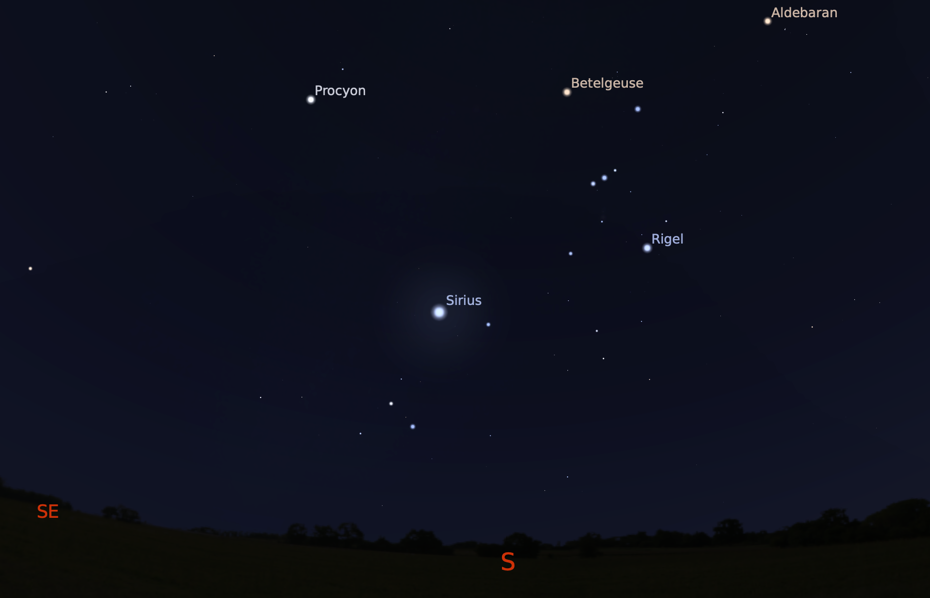 Aldebaran
Betelgeuse
Procyon
Rigel
Sirius
SE
S